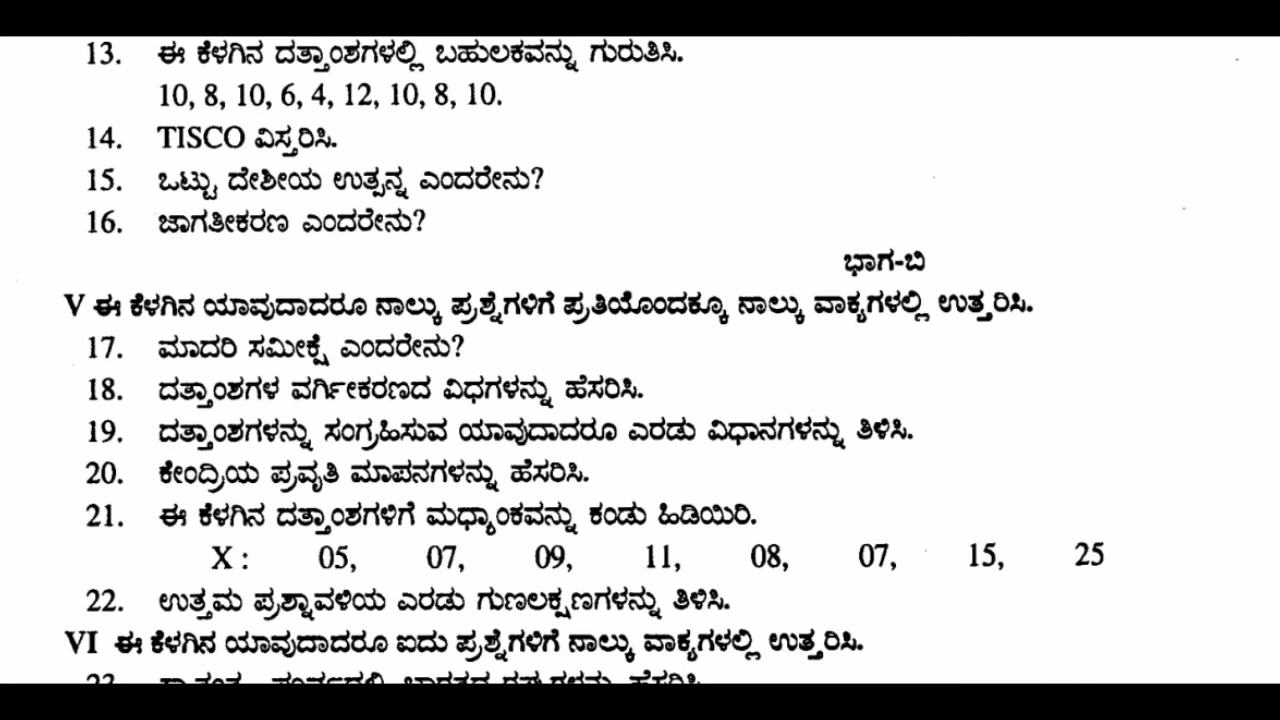 13. ಈ ಕೆಳಗಿನ ದತ್ತಾಂಶಗಳಲ್ಲಿ ಬಹುಲಕವನ್ನು ಗುರುತಿಸಿ.
10, 8, 10, 6, 4, 12, 10, 8, 10.
14. TISCO ವಿಸ್ತರಿಸಿ.
15. ಒಟ್ಟು ದೇಶೀಯ ಉತ್ಪನ್ನ ಎಂದರೇನು?
16. ಜಾಗತೀಕರಣ ಎಂದರೇನು?
ಭಾಗ-ಬಿ
V ಈ ಕೆಳಗಿನ ಯಾವುದಾದರೂ ನಾಲ್ಕು ಪ್ರಶ್ನೆಗಳಿಗೆ ಪ್ರತಿಯೊಂದಕ್ಕೂ ನಾಲ್ಕು ವಾಕ್ಯಗಳಲ್ಲಿ ಉತ್ತರಿಸಿ.
17. ಮಾದರಿ ಸಮೀಕ್ಷೆ ಎಂದರೇನು?
18. ದತ್ತಾಂಶಗಳ ವರ್ಗೀಕರಣದ ವಿಧಗಳನ್ನು ಹೆಸರಿಸಿ.
19. ದತ್ತಾಂಶಗಳನ್ನು ಸಂಗ್ರಹಿಸುವ ಯಾವುದಾದರೂ ಎರಡು ವಿಧಾನಗಳನ್ನು ತಿಳಿಸಿ.
20. ಕೇಂದ್ರಿಯ ಪ್ರವೃತಿ ಮಾಪನಗಳನ್ನು ಹೆಸರಿಸಿ.
21. ಈ ಕೆಳಗಿನ ದತ್ತಾಂಶಗಳಿಗೆ ಮಧ್ಯಾಂಕವನ್ನು ಕಂಡು ಹಿಡಿಯಿರಿ.
X : 05, 07, 09, 11, 08, 07, 15, 25
22. ಉತ್ತಮ ಪ್ರಶ್ನಾವಳಿಯ ಎರಡು ಗುಣಲಕ್ಷಣಗಳನ್ನು ತಿಳಿಸಿ.
VI ಈ ಕೆಳಗಿನ ಯಾವುದಾದರೂ ಐದು ಪ್ರಶ್ನೆಗಳಿಗೆ ನಾಲ್ಕು ವಾಕ್ಯಗಳಲ್ಲಿ ಉತ್ತರಿಸಿ.